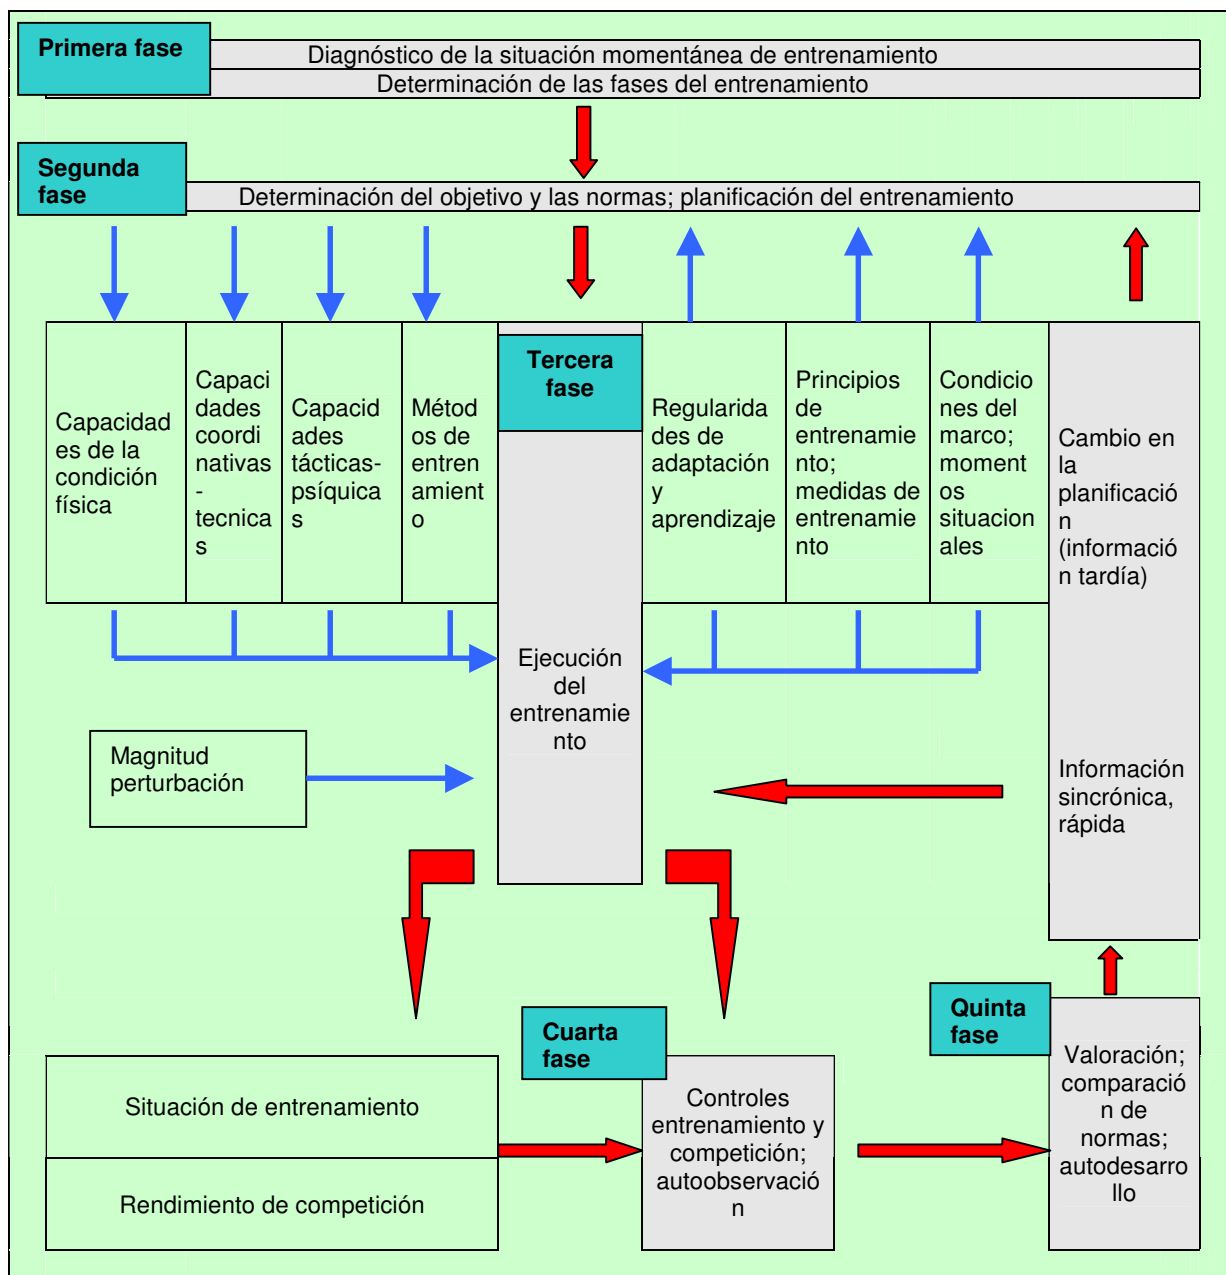 Primera fase
Diagnóstico de la situación momentánea de entrenamiento
Determinación de las fases del entrenamiento
Segunda
fase
Determinación del objetivo y las normas; planificación del entrenamiento
Capacidad
es de la
condición
física
Capaci
dades
coordi
nativas
-
tecnica
s
Capacid
ades
tácticas-
psíquica
s
Métod
os de
entren
amient
o
Tercera
fase
Ejecución
del
entrenamie
nto
Regularida
des de
adaptación
y
aprendizaje
Principios
de
entrenamie
nto;
medidas de
entrenamie
nto
Condicio
nes del
marco;
moment
os
situacio
nales
Cambio en
la
planificació
n
(informació
n tardía)
Información
sincrónica,
rápida
Magnitud
perturbación
Situación de entrenamiento
Rendimiento de competición
Cuarta
fase
Controles
entrenamiento y
competición;
autoobservació
n
Quinta
fase
Valoración;
comparació
n de
normas;
autodesarro
llo